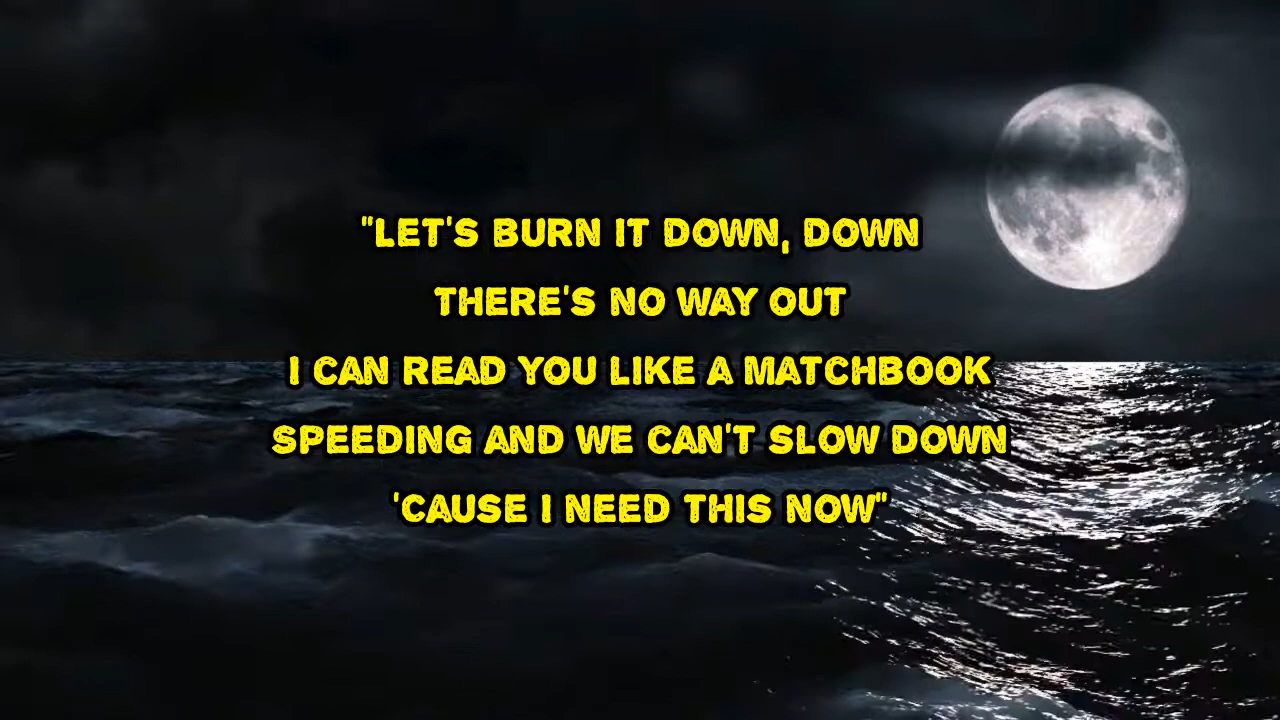 "LET'S BURN IT DOWN, DOWN
THERE'S NO WAY OUT
I CAN READ YOU LIKE A MATCHBOOK
SPEEDING AND WE CAN'T SLOW DOWN
'CAUSE I NEED THIS NOW"